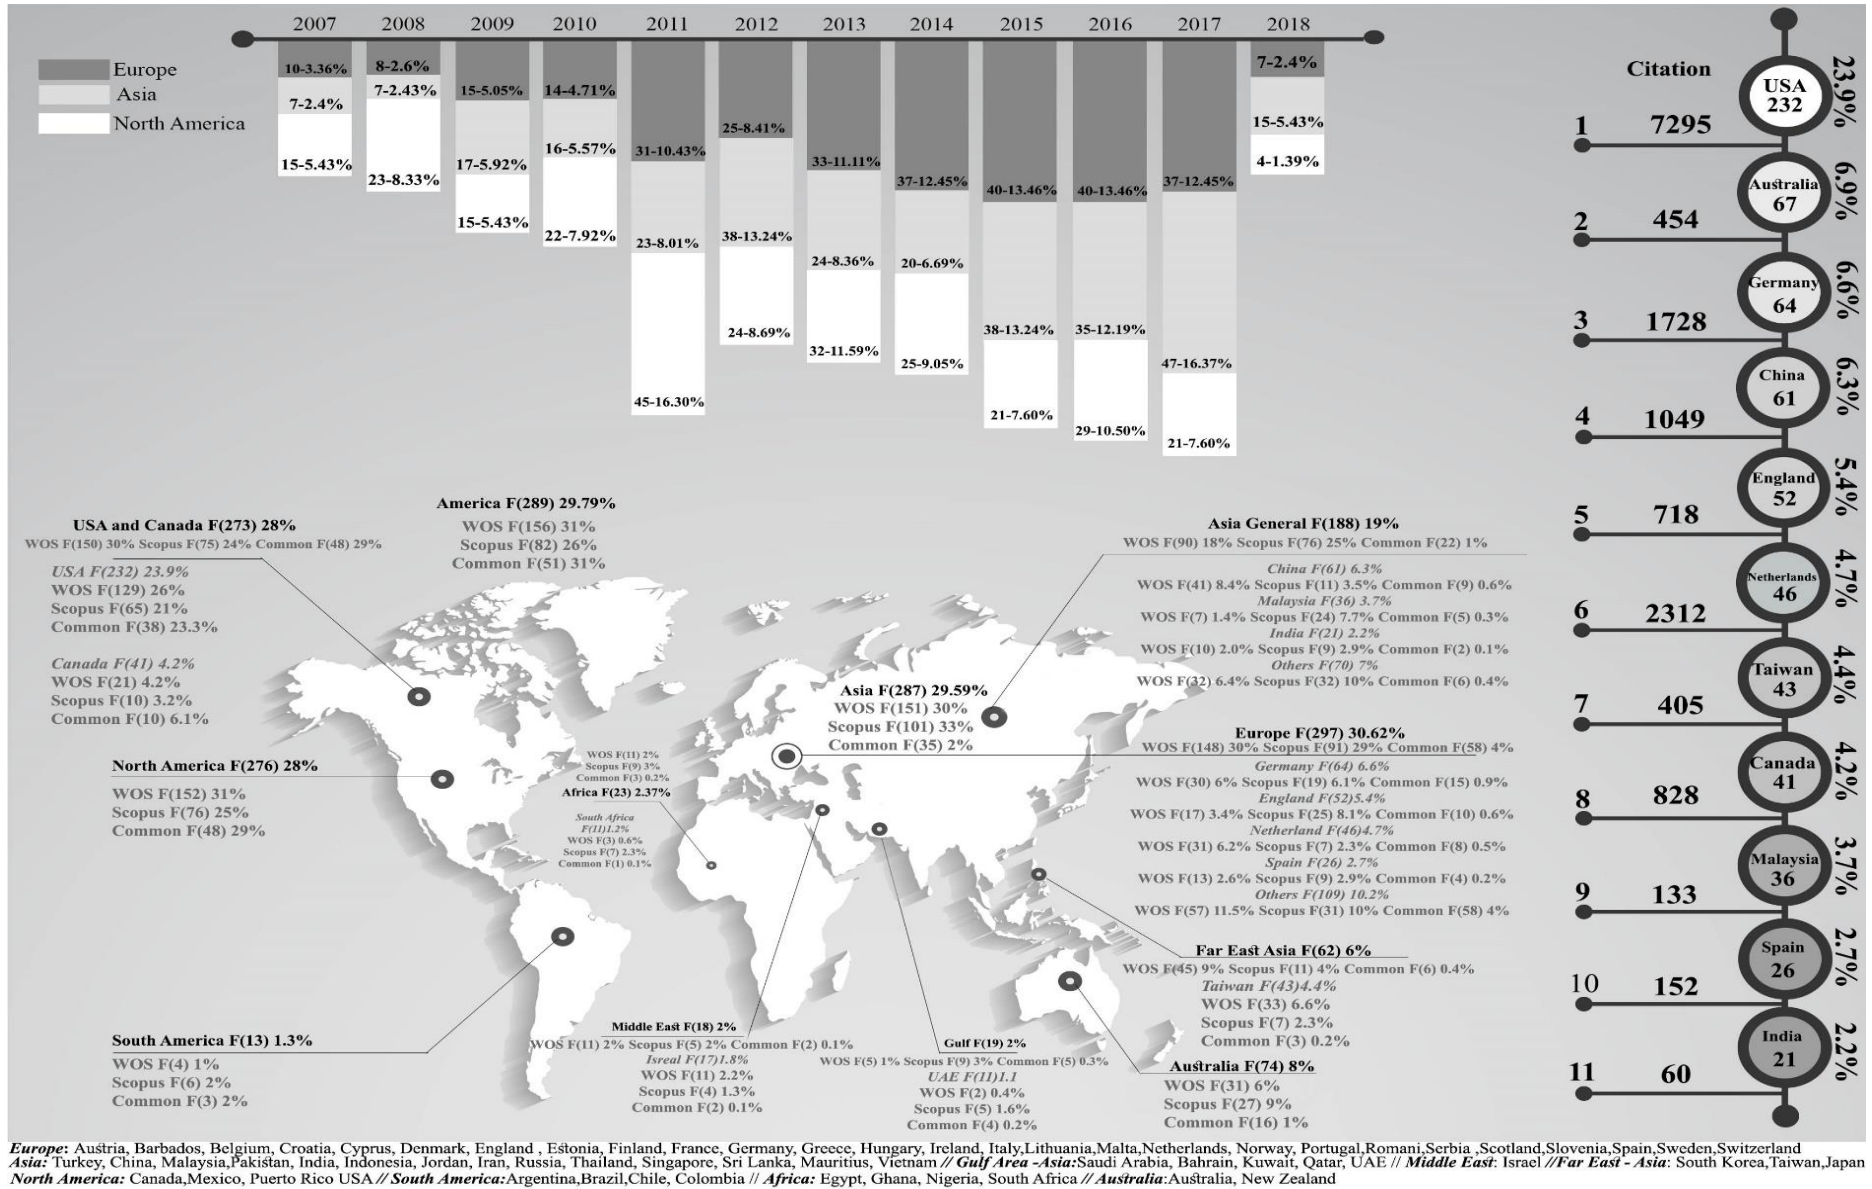 2007 2008 2009 2010 2011 2012 2013 2014 2015 2016 2017 2018
Europe
Asia
North America
10-3.36%
7-2.4%
15-5.43%
8-2.6%
7-2.43%
23-8.33%
15-5.05%
17-5.92%
15-5.43%
14-4.71%
16-5.57%
22-7.92%
31-10.43%
23-8.01%
45-16.30%
25-8.41%
38-13.24%
24-8.69%
33-11.11%
24-8.36%
32-11.59%
37-12.45%
20-6.69%
25-9.05%
40-13.46%
38-13.24%
21-7.60%
40-13.46%
35-12.19%
29-10.50%
37-12.45%
47-16.37%
21-7.60%
7-2.4%
15-5.43%
4-1.39%
Citation
USA
232
23.9%
1 7295
Australia
67
6.9%
2 454
Germany
64
6.6%
3 1728
China
61
6.3%
4 1049
England
52
5.4%
5 718
Netherlands
46
4.7%
6 2312
Taiwan
43
4.4%
7 405
Canada
41
4.2%
8 828
Malaysia
36
3.7%
9 133
Spain
26
2.7%
10 152
India
21
2.2%
11 60
America F(289) 29.79%
WOS F(156) 31%
Scopus F(82) 26%
Common F(51) 31%
USA and Canada F(273) 28%
WOS F(150) 30% Scopus F(75) 24% Common F(48) 29%
USA F(232) 23.9%
WOS F(129) 26%
Scopus F(65) 21%
Common F(38) 23.3%
Canada F(41) 4.2%
WOS F(21) 4.2%
Scopus F(10) 3.2%
Common F(10) 6.1%
North America F(276) 28%
WOS F(152) 31%
Scopus F(76) 25%
Common F(48) 29%
South America F(13) 1.3%
WOS F(4) 1%
Scopus F(6) 2%
Common F(3) 2%
WOS F(11) 2%
Scopus F(9) 3%
Common F(3) 0.2%
Africa F(23) 2.37%
South Africa
F(11)1.2%
WOS F(3) 0.6%
Scopus F(7) 2.3%
Common F(1) 0.1%
Asia F(287) 29.59%
WOS F(151) 30%
Scopus F(101) 33%
Common F(35) 2%
Asia General F(188) 19%
WOS F(90) 18% Scopus F(76) 25% Common F(22) 1%
China F(61) 6.3%
WOS F(41) 8.4% Scopus F(11) 3.5% Common F(9) 0.6%
Malaysia F(36) 3.7%
WOS F(7) 1.4% Scopus F(24) 7.7% Common F(5) 0.3%
India F(21) 2.2%
WOS F(10) 2.0% Scopus F(9) 2.9% Common F(2) 0.1%
Others F(70) 7%
WOS F(32) 6.4% Scopus F(32) 10% Common F(6) 0.4%
Europe F(297) 30.62%
WOS F(148) 30% Scopus F(91) 29% Common F(58) 4%
Germany F(64) 6.6%
WOS F(30) 6% Scopus F(19) 6.1% Common F(15) 0.9%
England F(52)5.4%
WOS F(17) 3.4% Scopus F(25) 8.1% Common F(10) 0.6%
Netherland F(46)4.7%
WOS F(31) 6.2% Scopus F(7) 2.3% Common F(8) 0.5%
Spain F(26) 2.7%
WOS F(13) 2.6% Scopus F(9) 2.9% Common F(4) 0.2%
Others F(109) 10.2%
WOS F(57) 11.5% Scopus F(31) 10% Common F(58) 4%
Far East Asia F(62) 6%
WOS F(45) 9% Scopus F(11) 4% Common F(6) 0.4%
Taiwan F(43)4.4%
WOS F(33) 6.6%
Scopus F(7) 2.3%
Common F(3) 0.2%
Australia F(74) 8%
WOS F(31) 6%
Scopus F(27) 9%
Common F(16) 1%
Middle East F(18) 2%
WOS F(11) 2% Scopus F(5) 2% Common F(2) 0.1%
Isreal F(17)1.8%
WOS F(11) 2.2%
Scopus F(4) 1.3%
Common F(2) 0.1%
Gulf F(19) 2%
WOS F(5) 1% Scopus F(9) 3% Common F(5) 0.3%
UAE F(11)1.1
WOS F(2) 0.4%
Scopus F(5) 1.6%
Common F(4) 0.2%
Europe: Austria, Barbados, Belgium, Croatia, Cyprus, Denmark, England , Estonia, Finland, France, Germany, Greece, Hungary, Ireland, Italy,Lithuania,Malta,Netherlands, Norway, Portugal,Romani,Serbia ,Scotland,Slovenia,Spain,Sweden,Switzerland
Asia: Turkey, China, Malaysia,Pakistan, India, Indonesia, Jordan, Iran, Russia, Thailand, Singapore, Sri Lanka, Mauritius, Vietnam // Gulf Area -Asia:Saudi Arabia, Bahrain, Kuwait, Qatar, UAE // Middle East: Israel //Far East - Asia: South Korea,Taiwan,Japan
North America: Canada,Mexico, Puerto Rico USA // South America:Argentina,Brazil,Chile, Colombia // Africa: Egypt, Ghana, Nigeria, South Africa // Australia:Australia, New Zealand